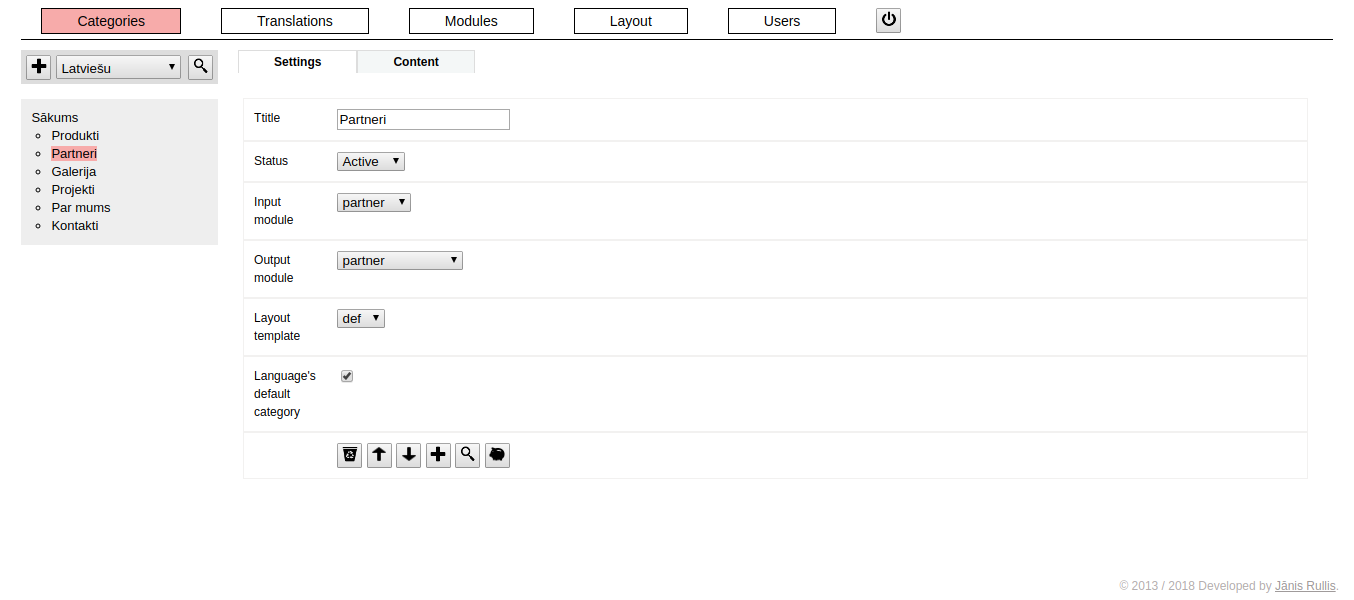 Categories Translations Modules Layout Users
Latviešu
Settings Content
Sākums
Produkti
Partneri
Galerija
Projekti
Par mums
Kontakti
Ttitle Partneri
Status Active
Input
module
partner
Output
module
partner
Layout
template
def
Language's
default
category
© 2013 / 2018 Developed by Jānis Rullis.